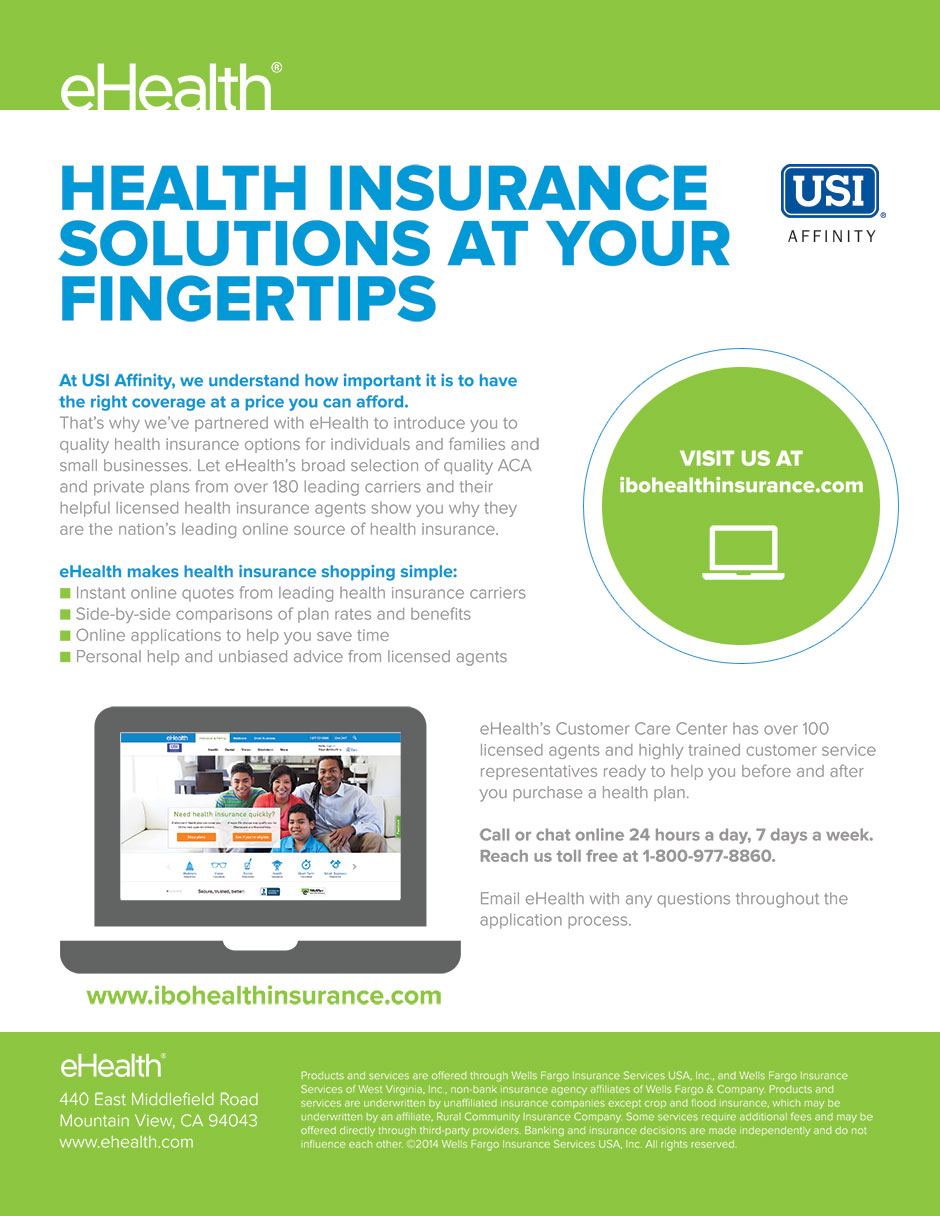 eHealth®
HEALTH INSURANCE
SOLUTIONS AT YOUR
FINGERTIPS
USI®
AFFINITY
At USI Affinity, we understand how important it is to have
the right coverage at a price you can afford.
That's why we've partnered with eHealth to introduce you to
quality health insurance options for individuals and families and
small businesses. Let eHealth's broad selection of quality ACA
and private plans from over 180 leading carriers and their
helpful licensed health insurance agents show you why they
are the nation's leading online source of health insurance.
VISIT US AT
ibohealthinsurance.com
eHealth makes health insurance shopping simple:
■ Instant online quotes from leading health insurance carriers
■ Side-by-side comparisons of plan rates and benefits
■ Online applications to help you save time
■ Personal help and unbiased advice from licensed agents
eHealth
USI
Need health insurance quickly?
Secure, trusted, better:
www.ibohealthinsurance.com
eHealth's Customer Care Center has over 100
licensed agents and highly trained customer service
representatives ready to help you before and after
you purchase a health plan.
Call or chat online 24 hours a day, 7 days a week.
Reach us toll free at 1-800-977-8860.
Email eHealth with any questions throughout the
application process.
eHealth®
440 East Middlefield Road
Mountain View, CA 94043
www.ehealth.com
Products and services are offered through Wells Fargo Insurance Services USA, Inc., and Wells Fargo Insurance
Services of West Virginia, Inc., non-bank insurance agency affiliates of Wells Fargo & Company. Products and
services are underwritten by unaffiliated insurance companies except crop and flood insurance, which may be
underwritten by an affiliate, Rural Community Insurance Company. Some services require additional fees and may be
offered directly through third-party providers. Banking and insurance decisions are made independently and do not
influence each other. ©2014 Wells Fargo Insurance Services USA, Inc. All rights reserved.